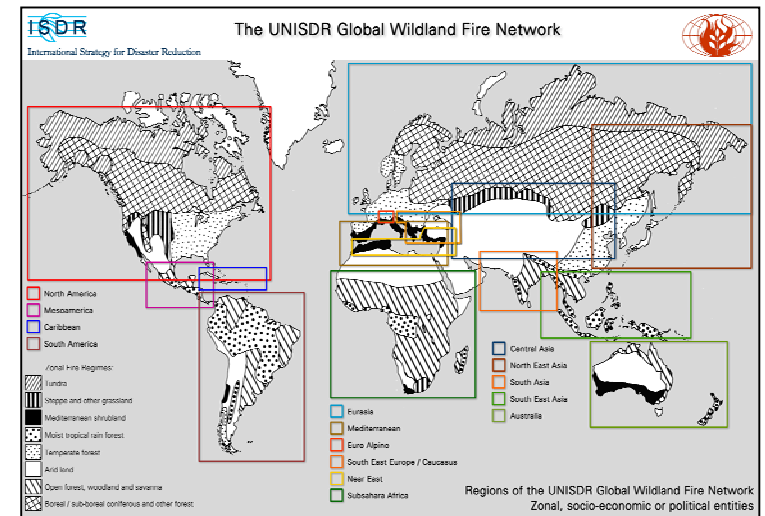 ISDR
International Strategy for Disaster Reduction
The UNISDR Global Wildland Fire Network
North America
Mesoamerica
Caribbean
South America
Zonal Fire Regimes:
Tundra
Steppe and other grassland
Mediterranean shrubland
Moist tropical rain forest
Temperate forest
Arid land
Open forest, woodland and savanna
Boreal / sub-boreal coniferous and other forest
Eurasia
Mediterranean
Euro Alpine
South East Europe / Caucasus
Near East
Subsahara Africa
Central Asia
North East Asia
South Asia
South East Asia
Australia
Regions of the UNISDR Global Wildland Fire Network
Zonal, socio-economic or political entities